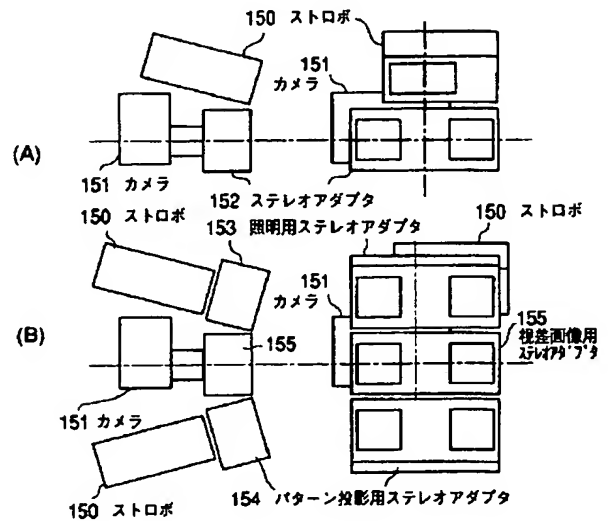 150 ストロボ
151 カメラ
(A)
151 カメラ
152 ステレオアダプタ
150 ストロボ
153 照明用ステレオアダプタ
150 ストロボ
151 カメラ
(B)
155
155 視差画像用
ステレオアダプタ
151 カメラ
150 ストロボ
154 パターン投影用ステレオアダプタ